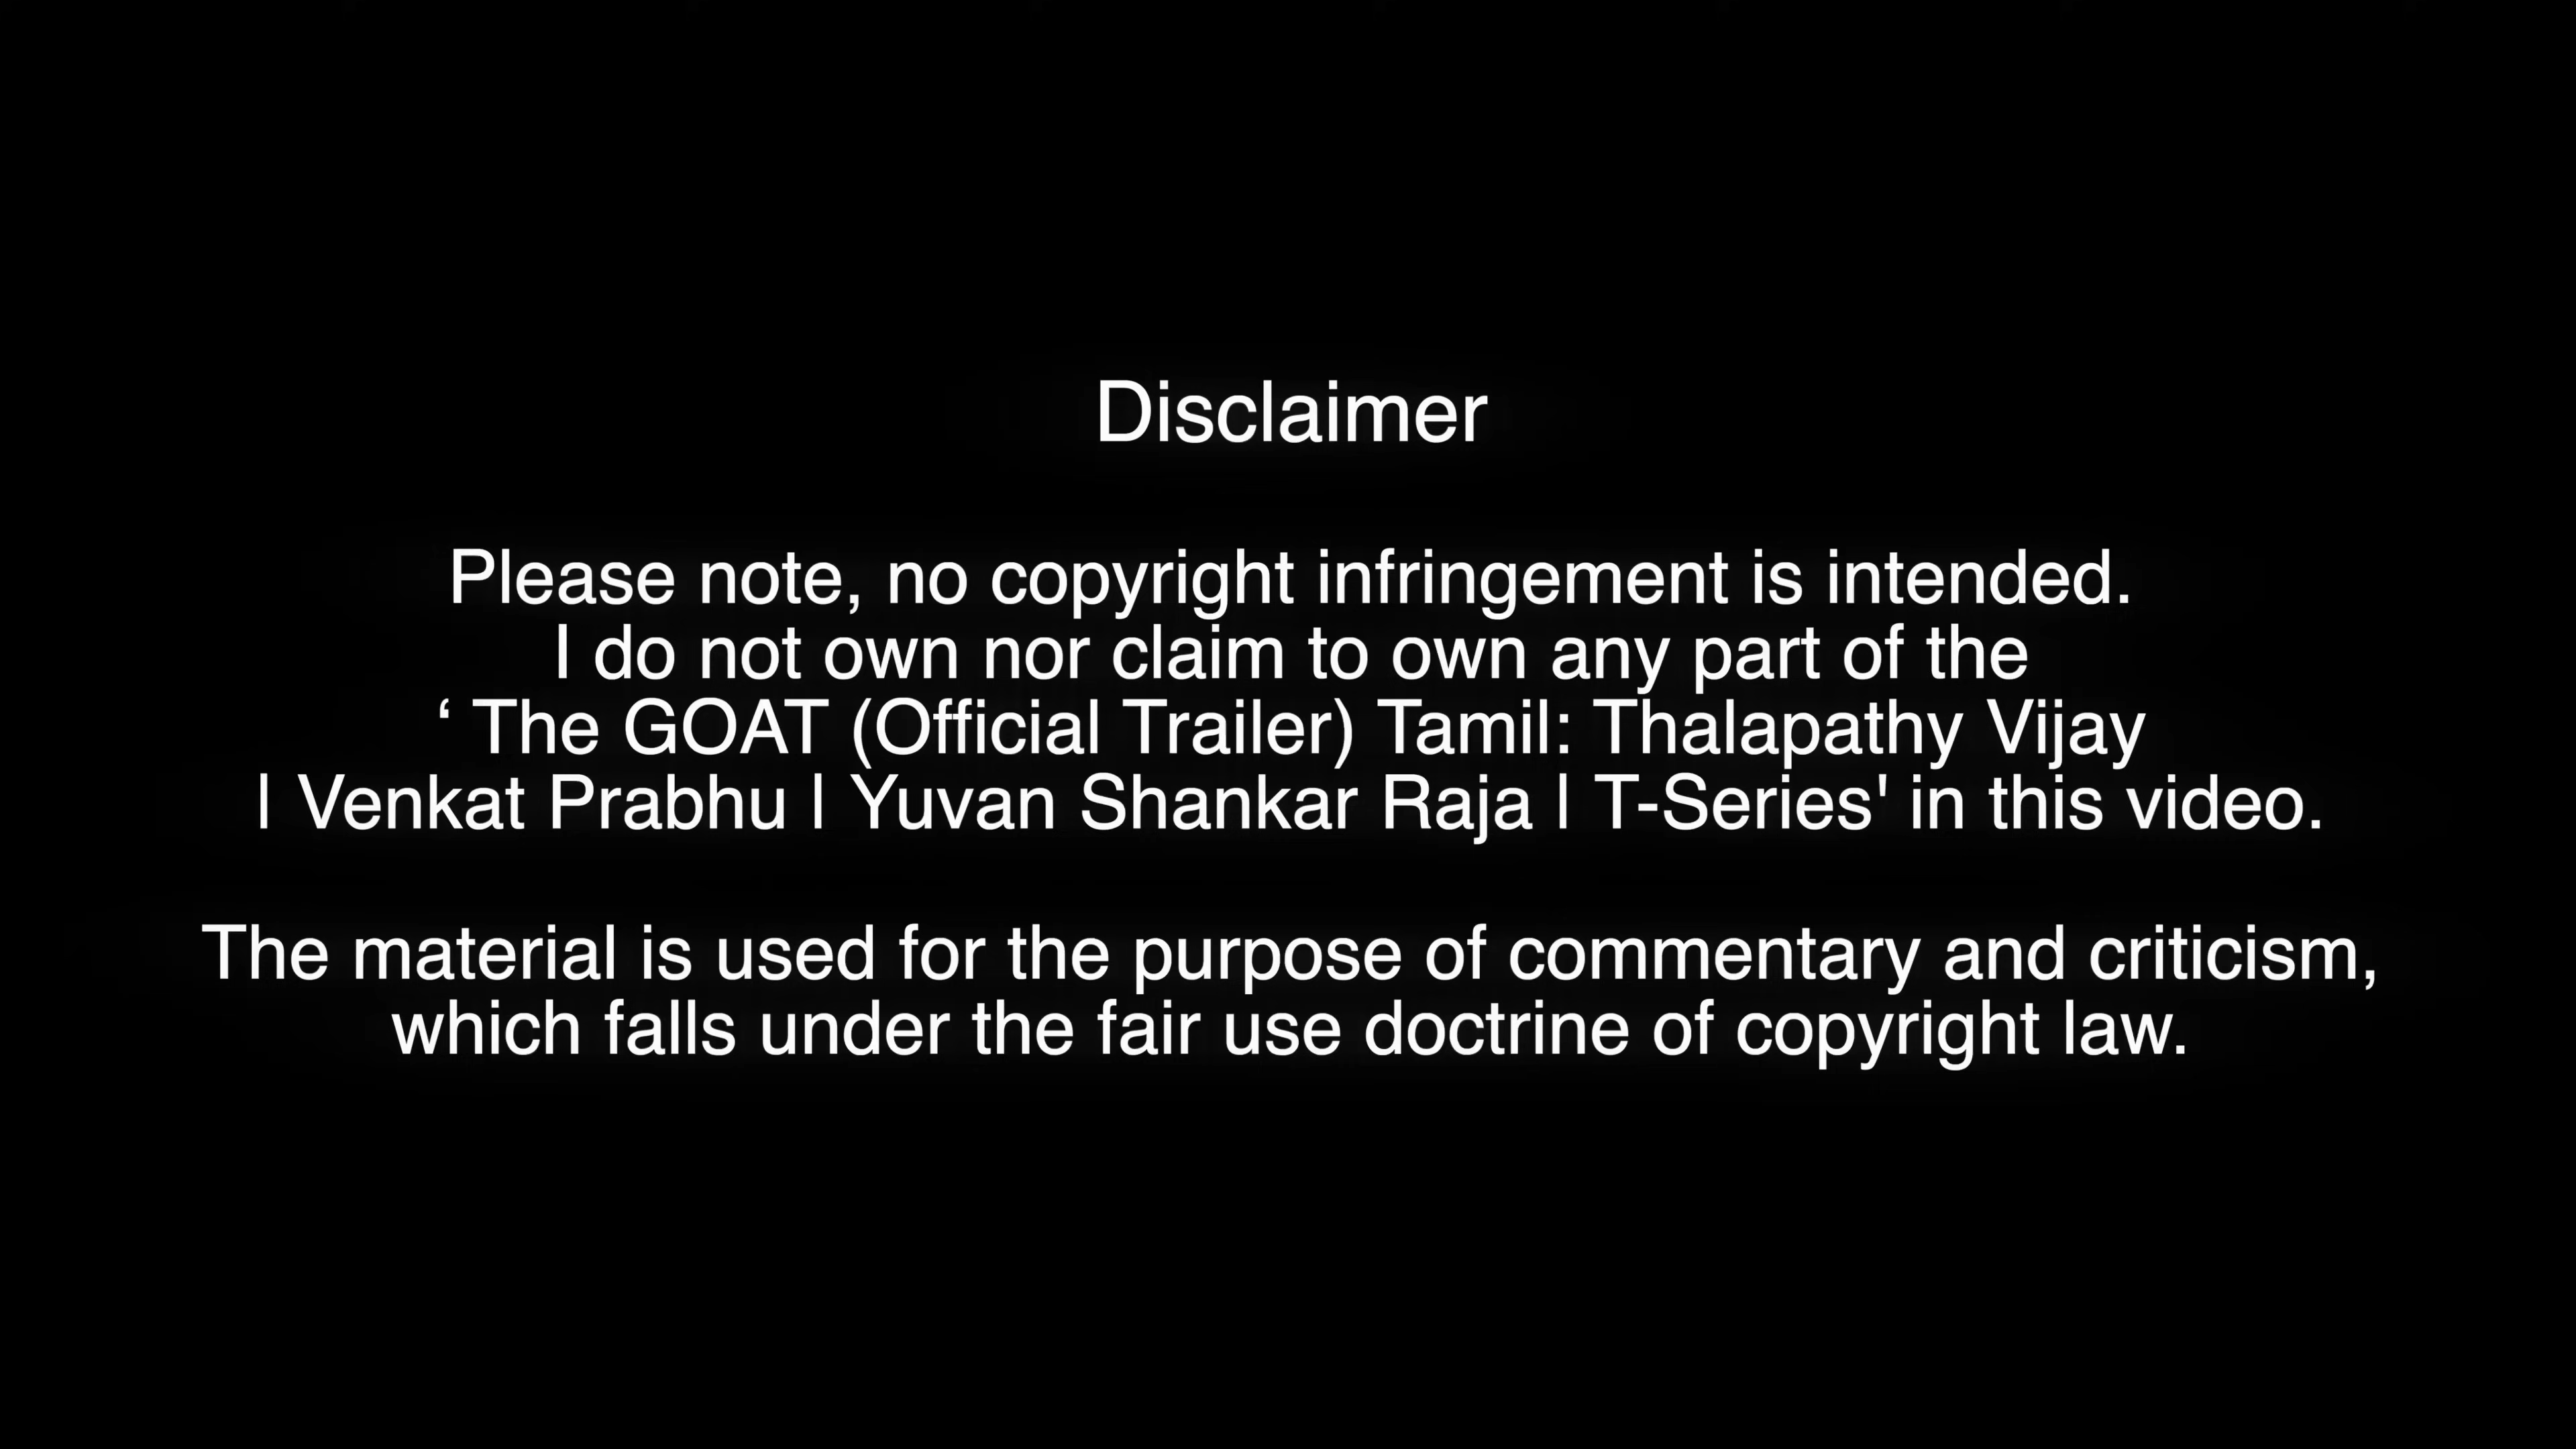 Disclaimer
Please note, no copyright infringement is intended.
I do not own nor claim to own any part of the
‘ The GOAT (Official Trailer) Tamil: Thalapathy Vijay
| Venkat Prabhu | Yuvan Shankar Raja | T-Series' in this video.
The material is used for the purpose of commentary and criticism,
which falls under the fair use doctrine of copyright law.